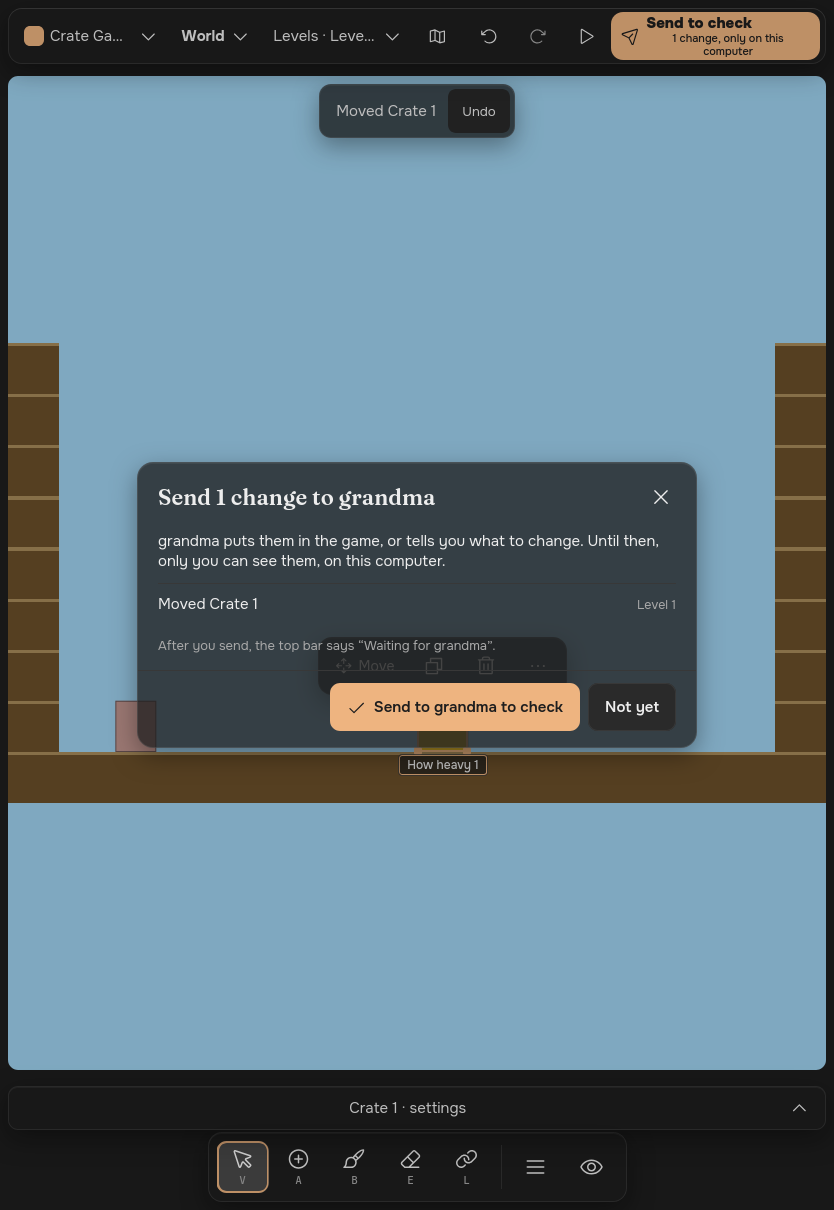 Crate Ga...
World
Levels · Leve...
Send to check
1 change, only on this
computer
Moved Crate 1
Undo
Send 1 change to grandma
grandma puts them in the game, or tells you what to change. Until then,
only you can see them, on this computer.
Moved Crate 1
Level 1
After you send, the top bar says “Waiting for grandma”.
Move
Send to grandma to check
Not yet
How heavy 1
Crate 1 · settings
V
A
B
E
L